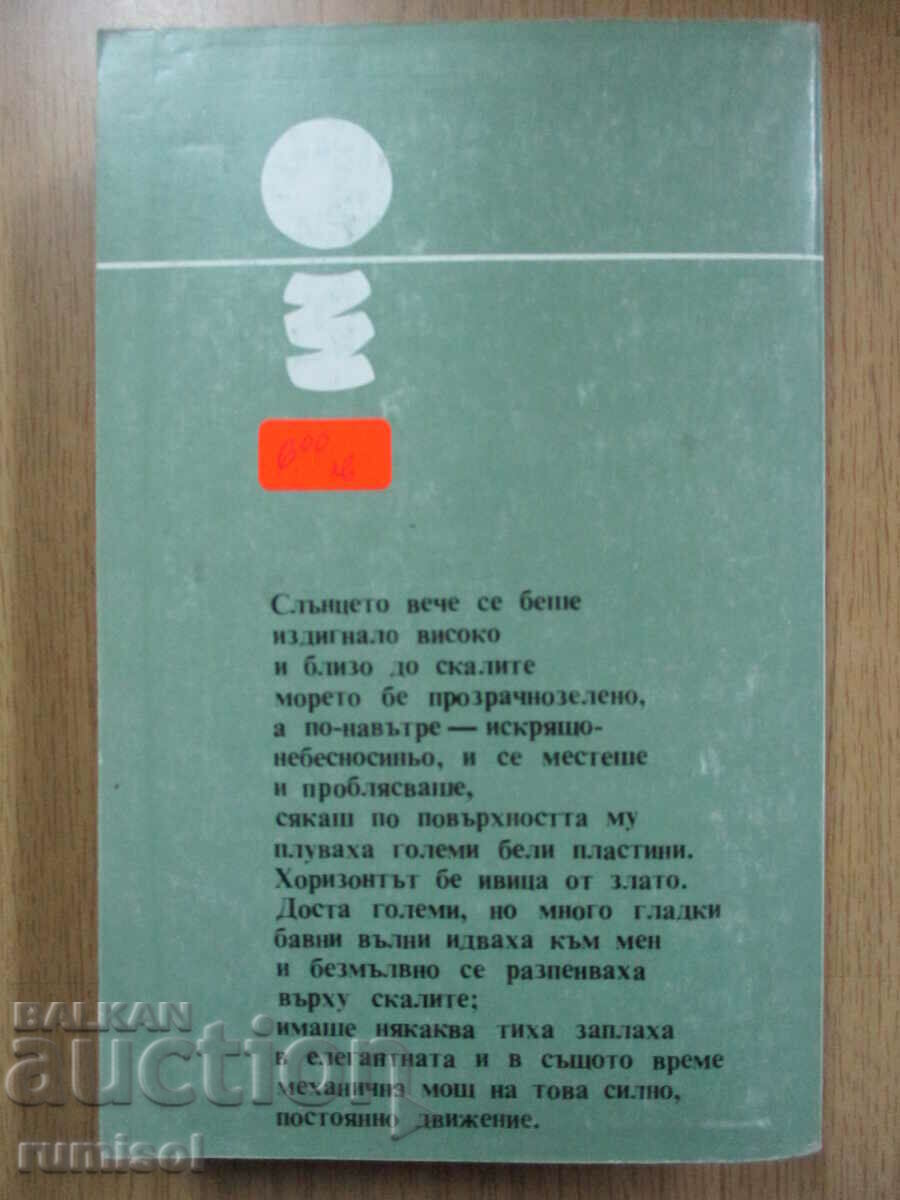 6⁰⁰ лв
Слънцето вече се беше
издигнало високо
и близо до скалите
морето бе прозрачнозелено,
а по-навътре — искрящо-
небесносиньо, и се местеше
и проблясваше,
сякаш по повърхността му
плуваха големи бели пластини.
Хоризонтът бе ивица от злато.
Доста големи, но много гладки
бавни вълни идваха към мен
и безмълвно се разпенваха
върху скалите;
имаше някаква тиха заплаха
в елегантната и в същото време
механична мощ на това силно,
постоянно движение.
BALKAN
auction
rumisol